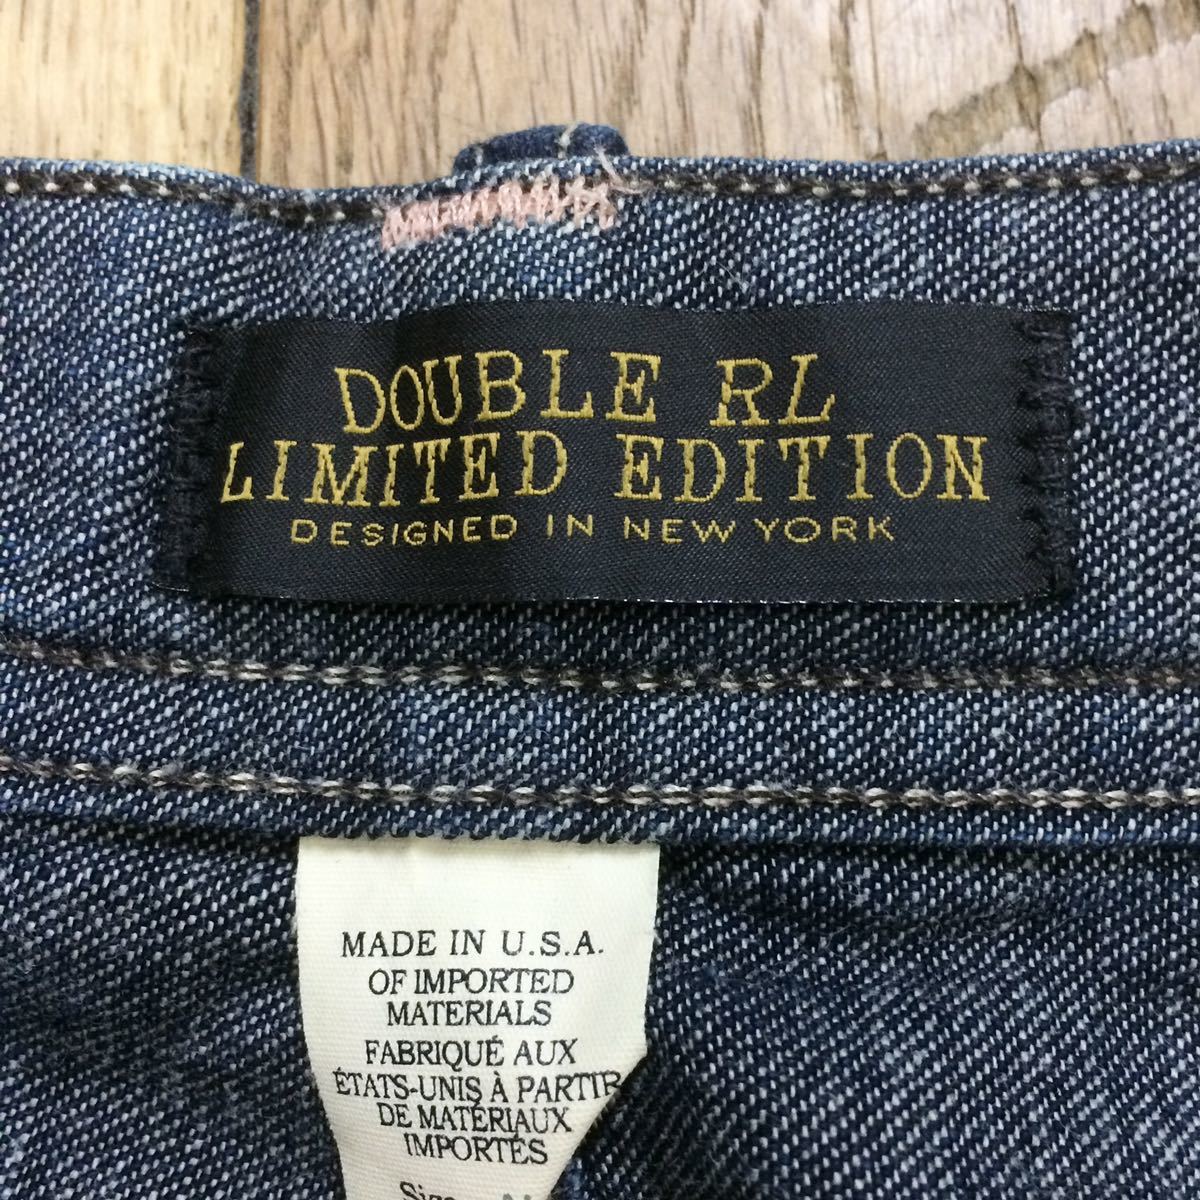 DOUBLE RL
LIMITED EDITION
DESIGNED IN NEW YORK
MADE IN U.S.A.
OF IMPORTED
MATERIALS
FABRIQUÉ AUX
ÉTATS-UNIS À PARTIR
DE MATÉRIAUX
IMPORTÉS
Size